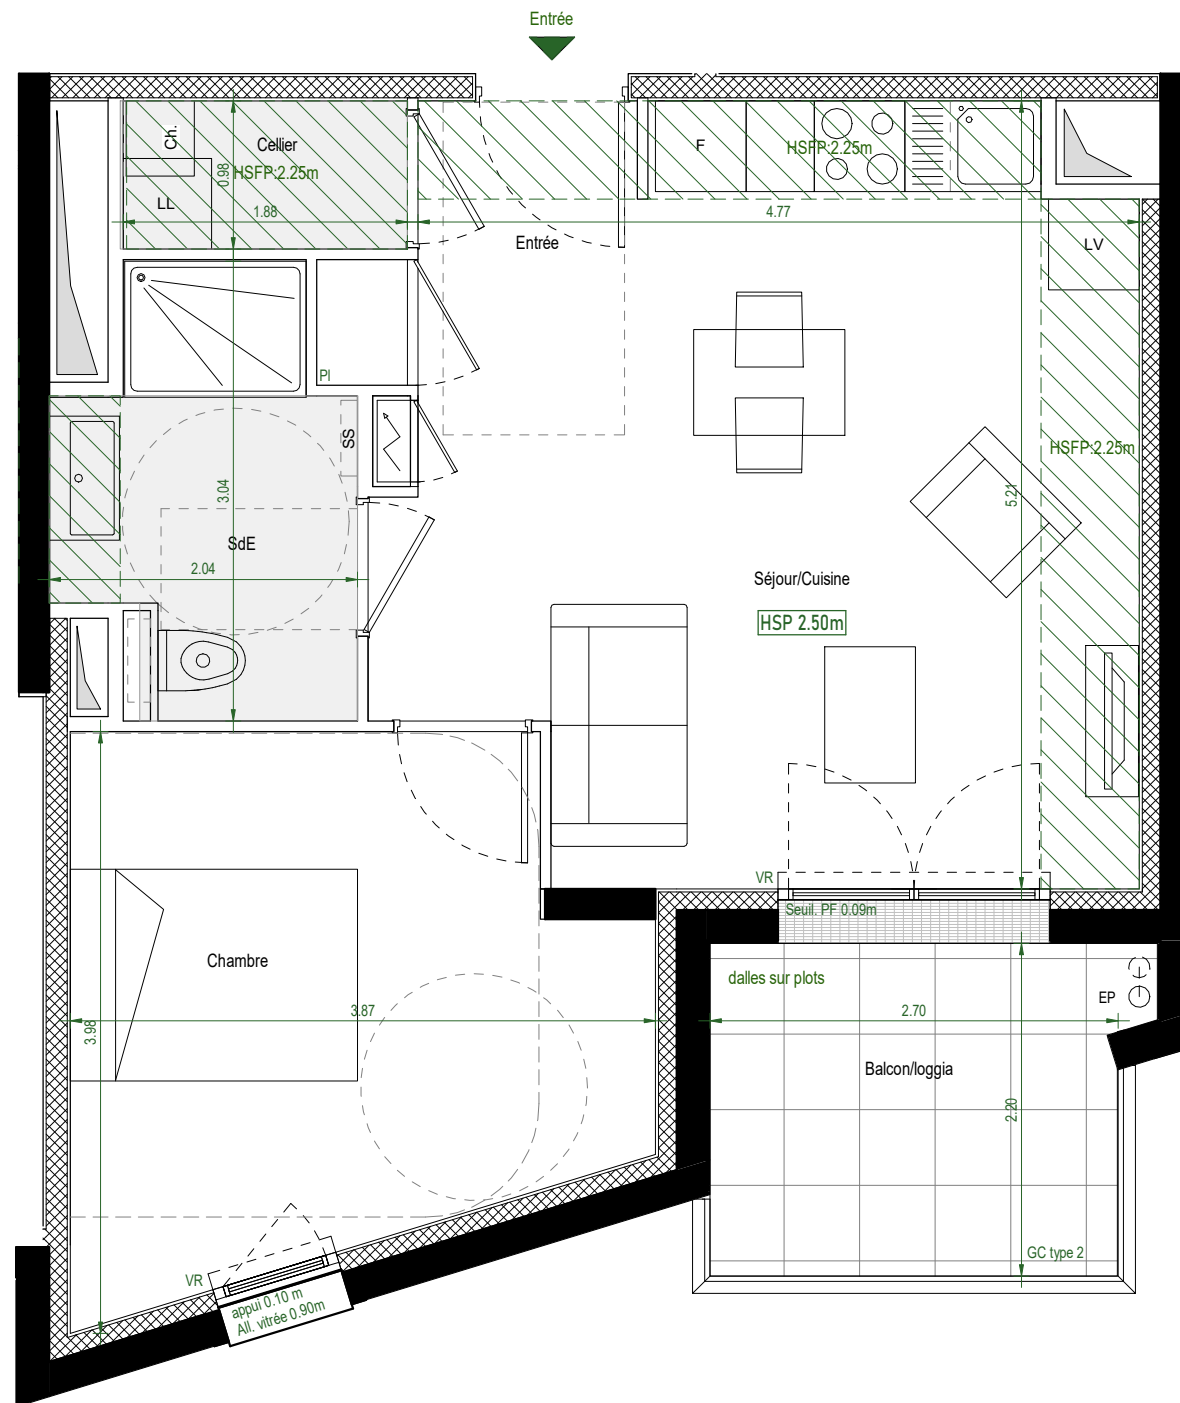 Entrée
Ch.
Cellier
HSFP:2.25m
0.98
LL
1.88
F
HSFP:2.25m
4.77
Entrée
LV
Pl
SS
HSFP:2.25m
3.04
5.21
SdE
2.04
Séjour/Cuisine
HSP 2.50m
VR
Seuil. PF 0.09m
Chambre
dalles sur plots
EP
3.87
3.98
2.70
Balcon/loggia
2.20
GC type 2
VR
appui 0.10 m
All. vitrée 0.90m